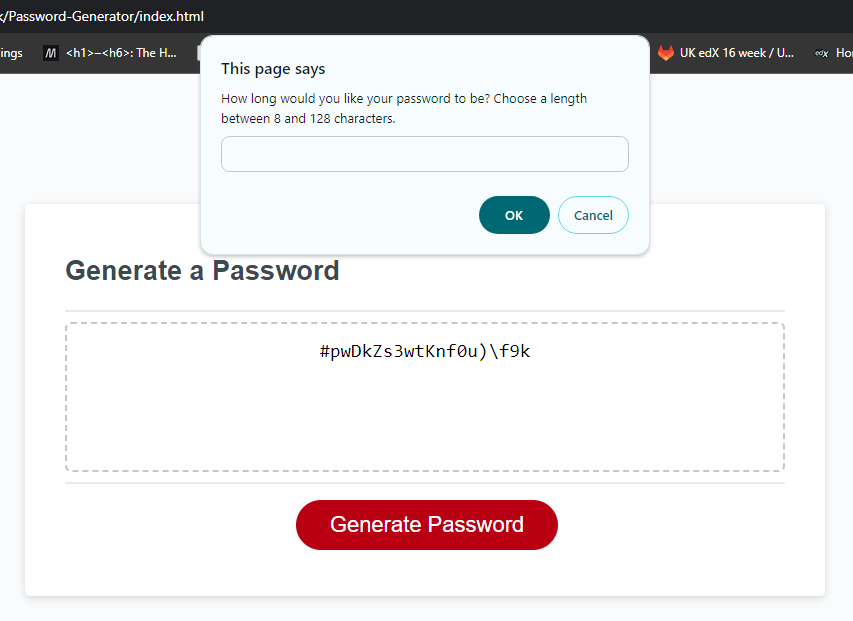 </Password-Generator/index.html
ings
<h1>–<h6>: The H...
UK edX 16 week / U...
edx Hor
This page says
How long would you like your password to be? Choose a length
between 8 and 128 characters.
OK
Cancel
Generate a Password
#pwDkZs3wtKnf0u)\f9k
Generate Password